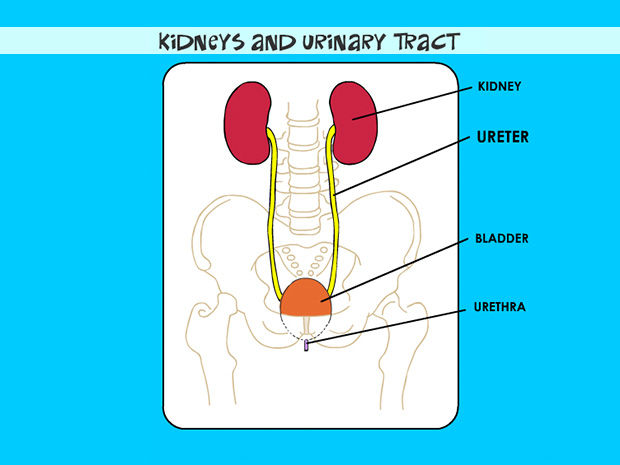 KIDNEYS AND URINARY TRACT
KIDNEY
URETER
BLADDER
URETHRA